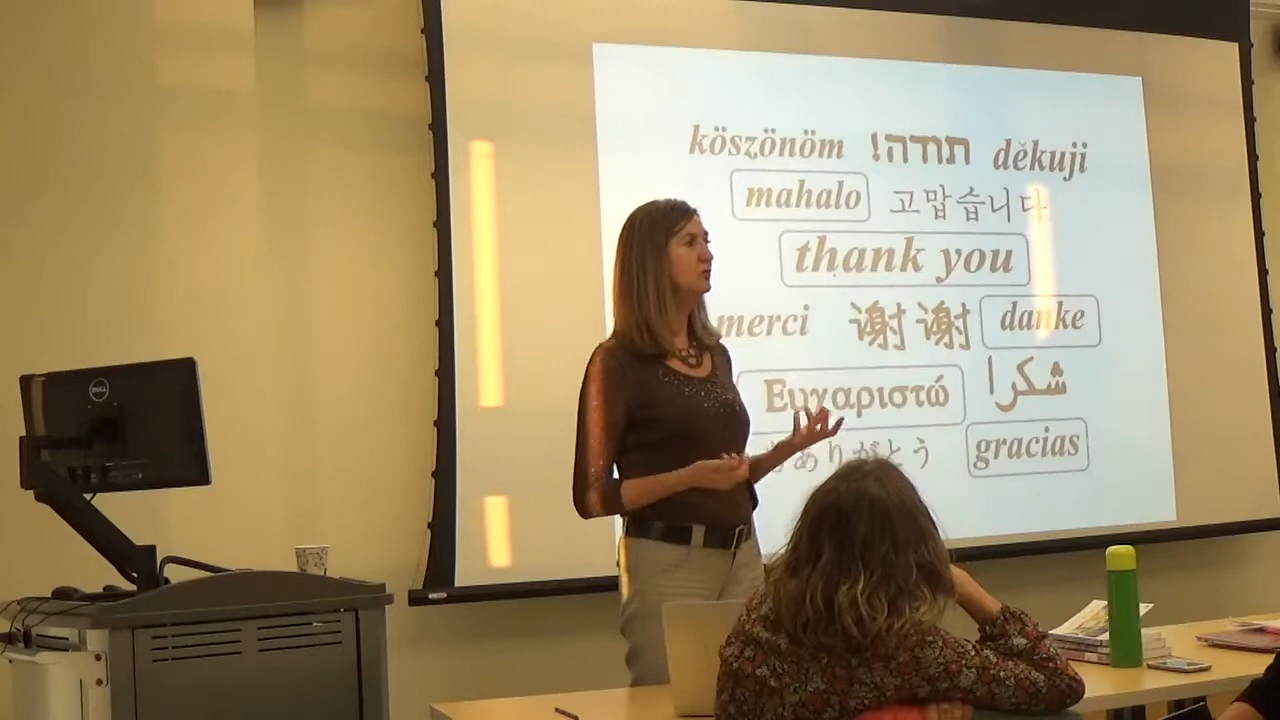 köszönöm תודה! děkuji
mahalo 고맙습니다
thank you
merci 谢谢 danke
Ευχαριστώ شكرا
ありがとう gracias
DELL